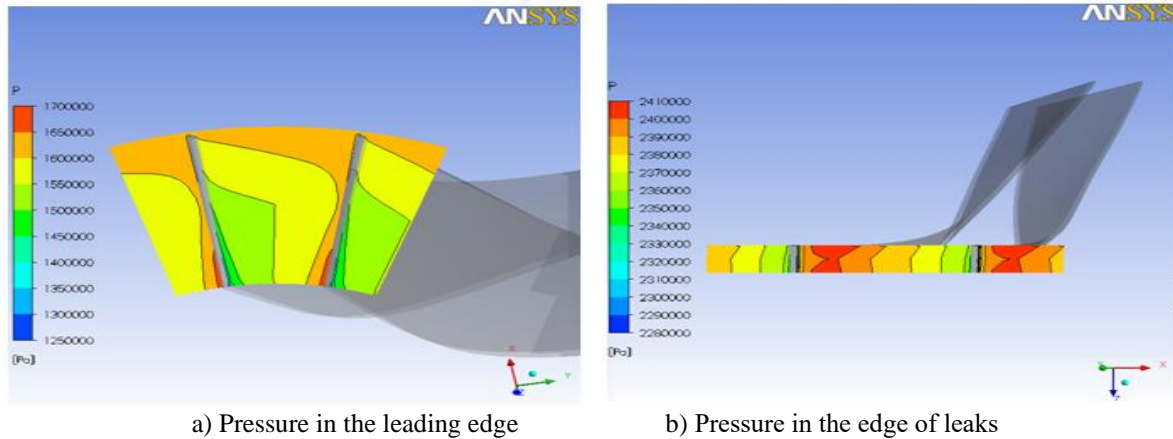 ANSYS
P
1700000
1650000
1600000
1550000
1500000
1450000
1400000
1350000
1300000
1250000
[Pa]
X
Y
Z
ANSYS
P
2410000
2400000
2390000
2380000
2370000
2360000
2350000
2340000
2330000
2320000
2310000
2300000
2290000
2280000
[Pa]
Y
X
Z
a) Pressure in the leading edge
b) Pressure in the edge of leaks